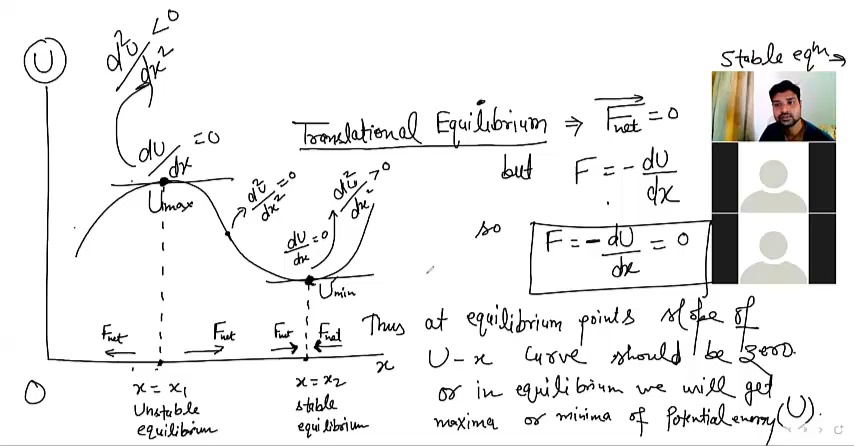 U
d²U/dx² < 0
dU/dx = 0
Umax
d²U/dx² = 0
dU/dx = 0
d²U/dx² > 0
Umin
Fnet Fnet Fnet Fnet
O
x
x = x₁
Unstable
equilibrium
x = x₂
stable
equilibrium
Stable eqᵐ →
Translational Equilibrium ⇒ Fnet = 0
but F = - dU/dx
so F = - dU/dx = 0
Thus at equilibrium points slope of
U-x curve should be zero.
or in equilibrium we will get
maxima or minima of potential energy (U).